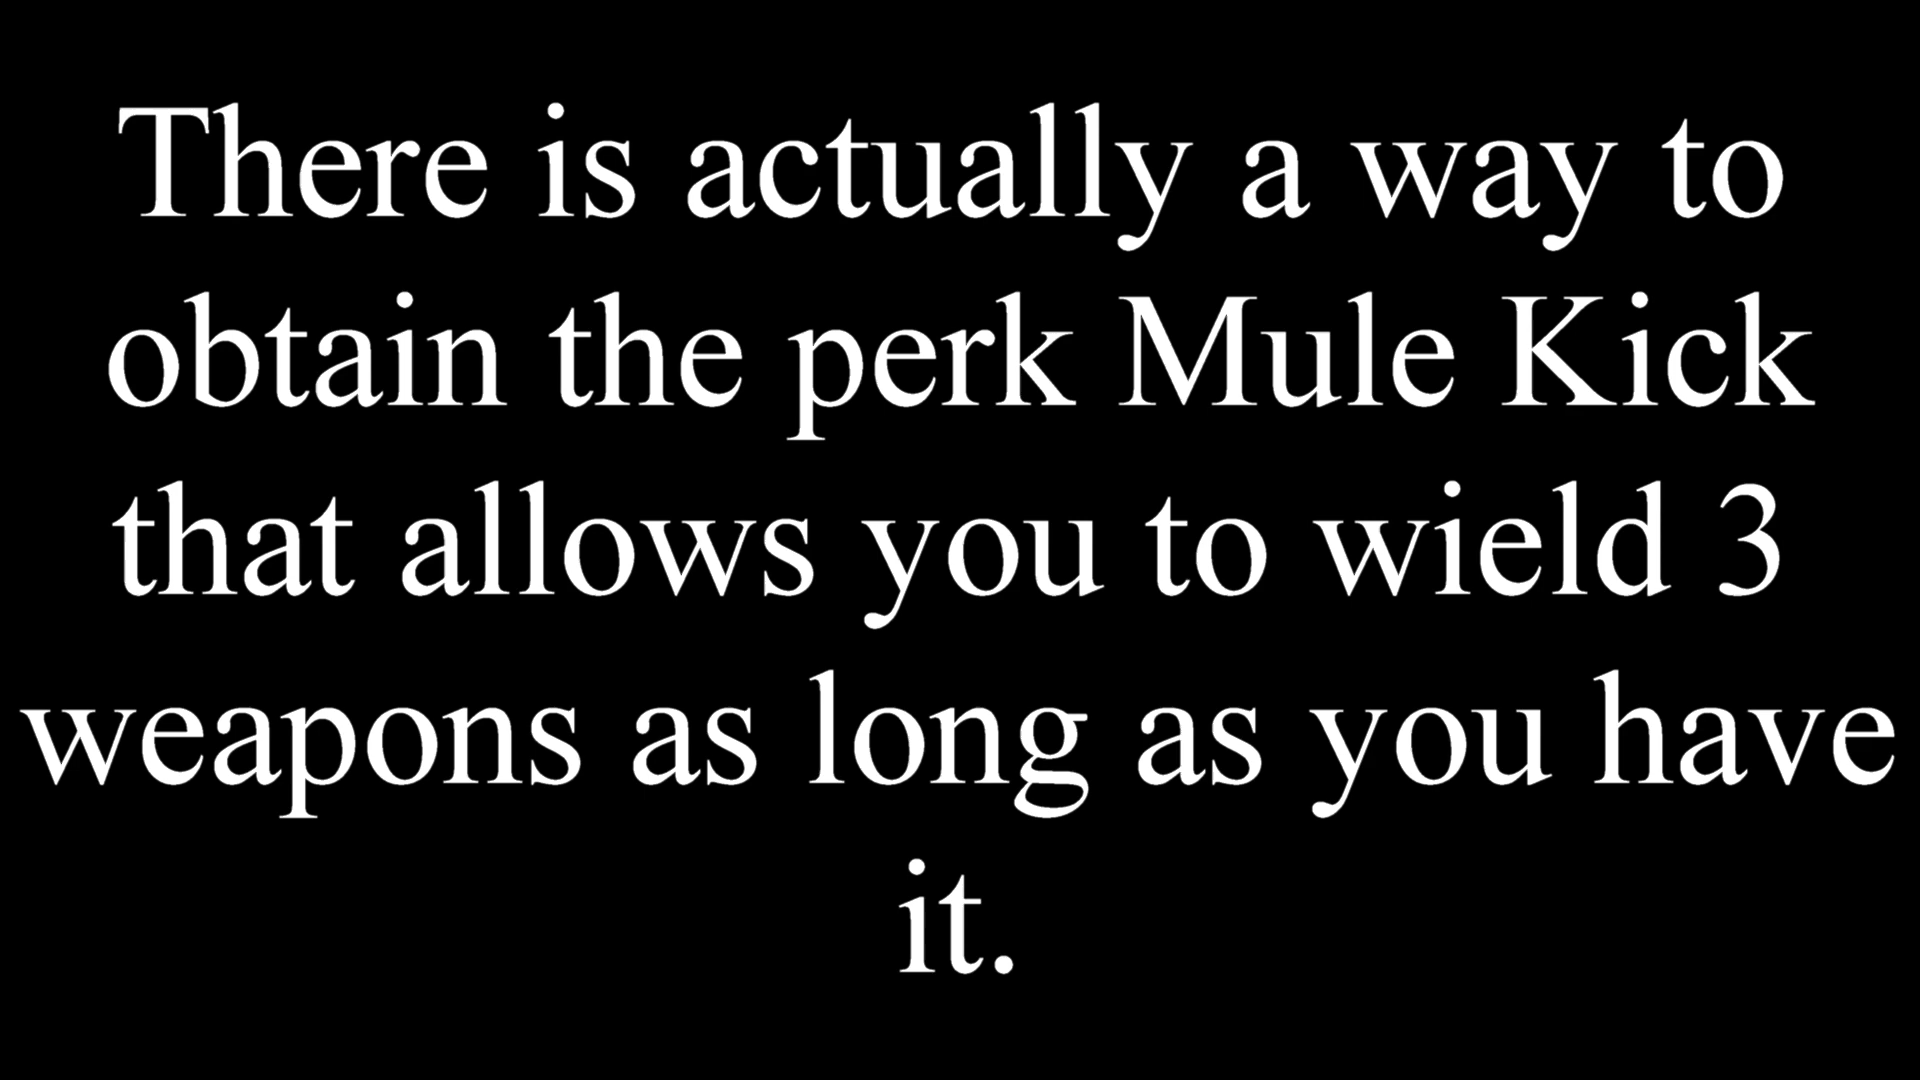 There is actually a way to
obtain the perk Mule Kick
that allows you to wield 3
weapons as long as you have
it.